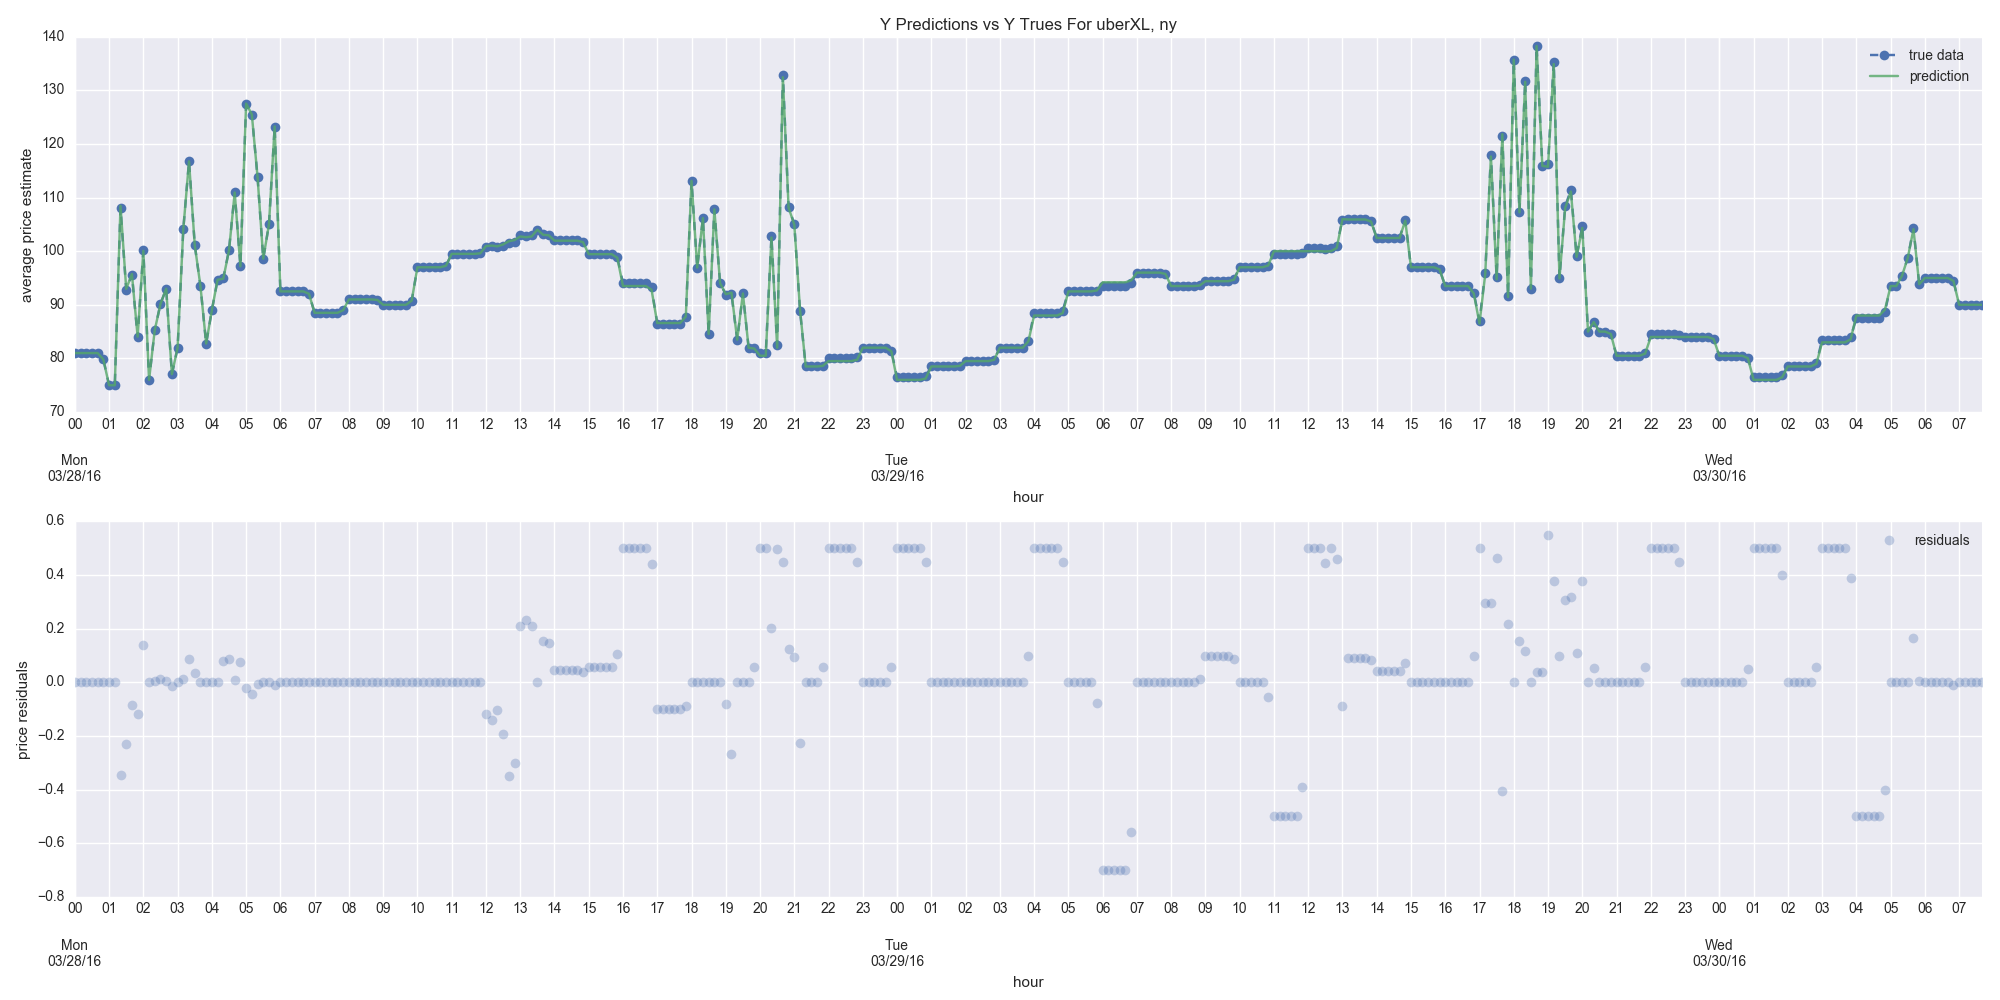 Y Predictions vs Y Trues For uberXL, ny
140
130
120
110
100
90
80
70
average price estimate
true data
prediction
00 01 02 03 04 05 06 07 08 09 10 11 12 13 14 15 16 17 18 19 20 21 22 23 00 01 02 03 04 05 06 07 08 09 10 11 12 13 14 15 16 17 18 19 20 21 22 23 00 01 02 03 04 05 06 07
Mon Tue Wed
03/28/16 03/29/16 03/30/16
hour
0.6
0.4
0.2
0.0
−0.2
−0.4
−0.6
−0.8
price residuals
residuals
00 01 02 03 04 05 06 07 08 09 10 11 12 13 14 15 16 17 18 19 20 21 22 23 00 01 02 03 04 05 06 07 08 09 10 11 12 13 14 15 16 17 18 19 20 21 22 23 00 01 02 03 04 05 06 07
Mon Tue Wed
03/28/16 03/29/16 03/30/16
hour